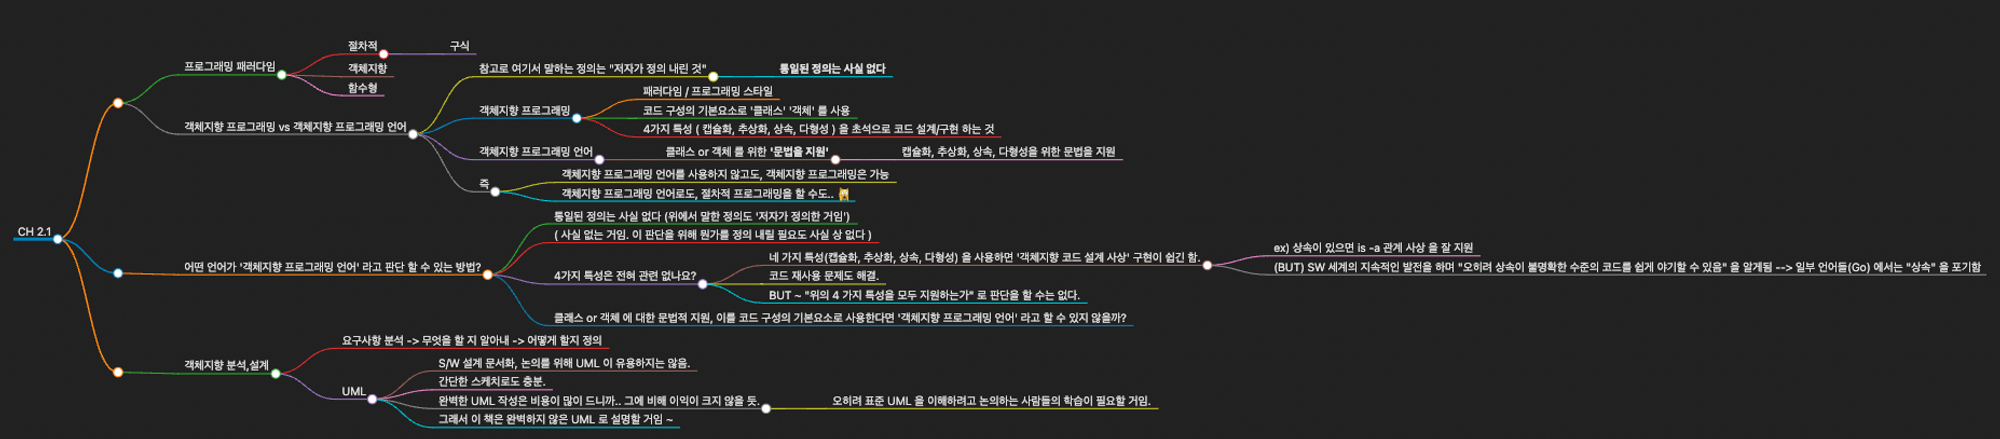 CH 2.1
프로그래밍 패러다임
절차적
구식
객체지향
함수형
객체지향 프로그래밍 vs 객체지향 프로그래밍 언어
참고로 여기서 말하는 정의는 "저자가 정의 내린 것"
통일된 정의는 사실 없다
객체지향 프로그래밍
패러다임 / 프로그래밍 스타일
코드 구성의 기본요소로 '클래스' '객체' 를 사용
4가지 특성 ( 캡슐화, 추상화, 상속, 다형성 ) 을 초석으로 코드 설계/구현 하는 것
객체지향 프로그래밍 언어
클래스 or 객체 를 위한 '문법을 지원'
캡슐화, 추상화, 상속, 다형성을 위한 문법을 지원
즉
객체지향 프로그래밍 언어를 사용하지 않고도, 객체지향 프로그래밍은 가능
객체지향 프로그래밍 언어로도, 절차적 프로그래밍을 할 수도..
어떤 언어가 '객체지향 프로그래밍 언어' 라고 판단 할 수 있는 방법?
통일된 정의는 사실 없다 (위에서 말한 정의도 '저자가 정의한 거임')
( 사실 없는 거임. 이 판단을 위해 뭔가를 정의 내릴 필요도 사실 상 없다 )
4가지 특성은 전혀 관련 없나요?
네 가지 특성(캡슐화, 추상화, 상속, 다형성) 을 사용하면 '객체지향 코드 설계 사상' 구현이 쉽긴 함.
ex) 상속이 있으면 is -a 관계 사상 을 잘 지원
(BUT) SW 세계의 지속적인 발전을 하며 "오히려 상속이 불명확한 수준의 코드를 쉽게 야기할 수 있음" 을 알게됨 --> 일부 언어들(Go) 에서는 "상속" 을 포기함
코드 재사용 문제도 해결.
BUT ~ "위의 4 가지 특성을 모두 지원하는가" 로 판단을 할 수는 없다.
클래스 or 객체 에 대한 문법적 지원, 이를 코드 구성의 기본요소로 사용한다면 '객체지향 프로그래밍 언어' 라고 할 수 있지 않을까?
객체지향 분석,설계
요구사항 분석 -> 무엇을 할 지 알아내 -> 어떻게 할지 정의
UML
S/W 설계 문서화, 논의를 위해 UML 이 유용하지는 않음.
간단한 스케치로도 충분.
완벽한 UML 작성은 비용이 많이 드니까.. 그에 비해 이익이 크지 않을 듯.
오히려 표준 UML 을 이해하려고 논의하는 사람들의 학습이 필요할 거임.
그래서 이 책은 완벽하지 않은 UML 로 설명할 거임 ~